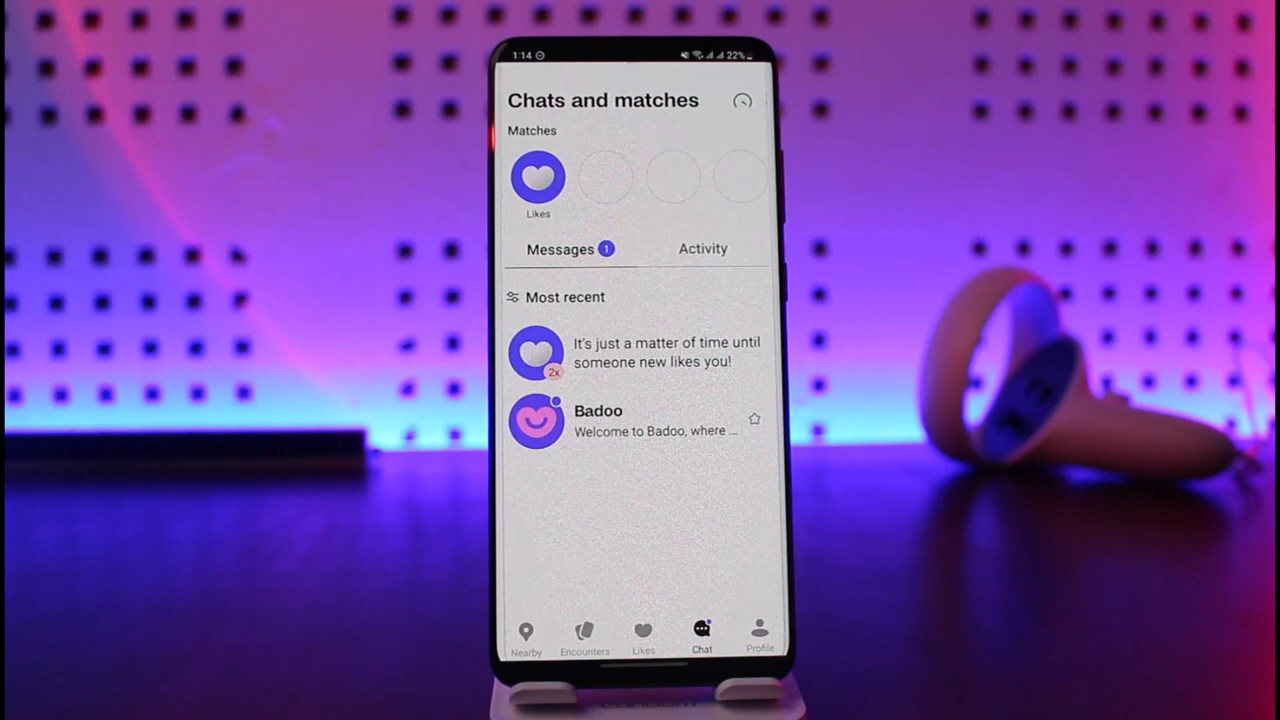 1:14
22%
Chats and matches
Matches
Likes
Messages 1
Activity
Most recent
It's just a matter of time until
someone new likes you!
2x
Badoo
Welcome to Badoo, where ...
Nearby
Encounters
Likes
Chat
Profile